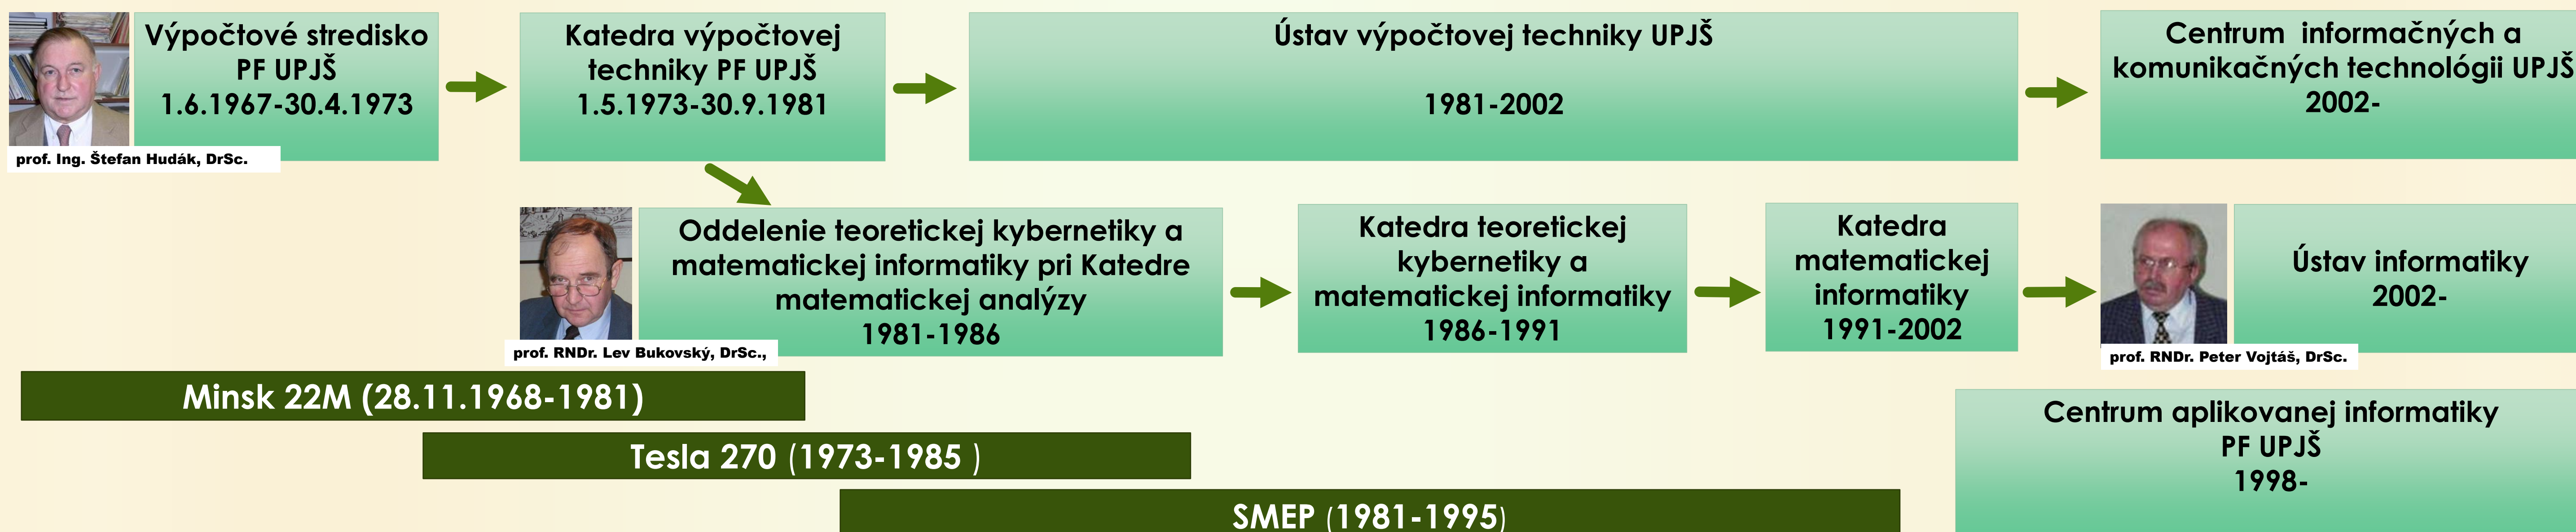 Výpočtové stredisko
PF UPJŠ
1.6.1967-30.4.1973
prof. Ing. Štefan Hudák, DrSc.
Katedra výpočtovej
techniky PF UPJŠ
1.5.1973-30.9.1981
Ústav výpočtovej techniky UPJŠ
1981-2002
Centrum informačných a
komunikačných technológii UPJŠ
2002-
Oddelenie teoretickej kybernetiky a
matematickej informatiky pri Katedre
matematickej analýzy
1981-1986
prof. RNDr. Lev Bukovský, DrSc.,
Katedra teoretickej
kybernetiky a
matematickej informatiky
1986-1991
Katedra
matematickej
informatiky
1991-2002
Ústav informatiky
2002-
prof. RNDr. Peter Vojtáš, DrSc.
Minsk 22M (28.11.1968-1981)
Tesla 270 (1973-1985 )
SMEP (1981-1995)
Centrum aplikovanej informatiky
PF UPJŠ
1998-